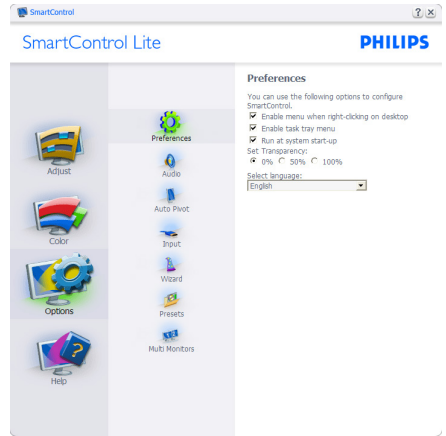 SmartControl
SmartControl Lite
PHILIPS
Adjust
Color
Options
Help
Preferences
Audio
Auto Pivot
Input
Wizard
Presets
Multi Monitors
Preferences
You can use the following options to configure
SmartControl.
Enable menu when right-clicking on desktop
Enable task tray menu
Run at system start-up
Set Transparency:
0% 50% 100%
Select language:
English